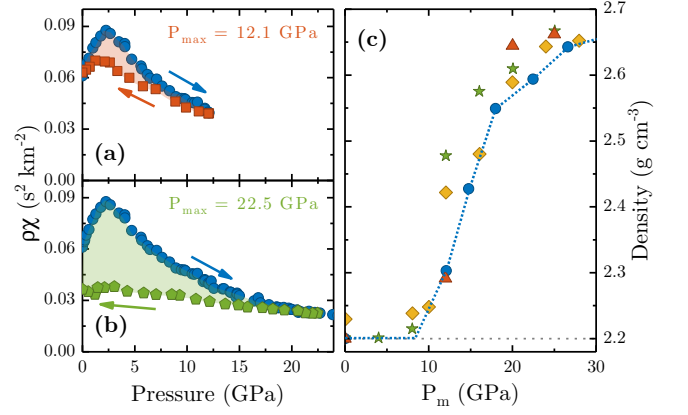 P_max = 12.1 GPa
0.09
0.06
0.03
0.00
(a)
P_max = 22.5 GPa
0.09
0.06
0.03
0.00
(b)
ρχ (s² km⁻²)
0 5 10 15 20
Pressure (GPa)
(c)
2.7
2.6
2.5
2.4
2.3
2.2
Density (g cm⁻³)
0 10 20 30
P_m (GPa)